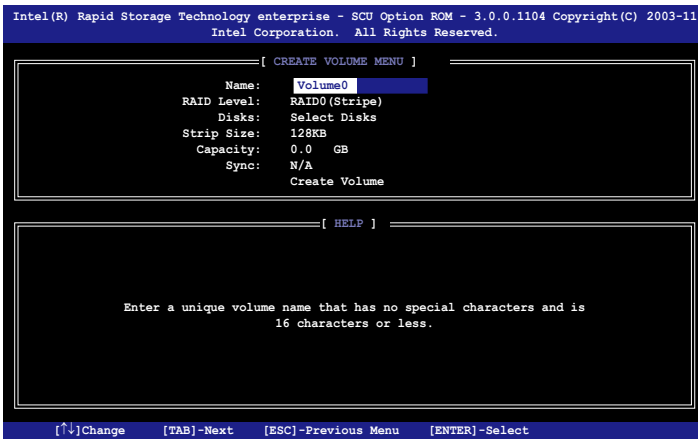 Intel(R) Rapid Storage Technology enterprise - SCU Option ROM - 3.0.0.1104 Copyright(C) 2003-11
Intel Corporation. All Rights Reserved.
[ CREATE VOLUME MENU ]
Name: Volume0
RAID Level: RAID0(Stripe)
Disks: Select Disks
Strip Size: 128KB
Capacity: 0.0 GB
Sync: N/A
Create Volume
[ HELP ]
Enter a unique volume name that has no special characters and is
16 characters or less.
[↑↓]Change [TAB]-Next [ESC]-Previous Menu [ENTER]-Select